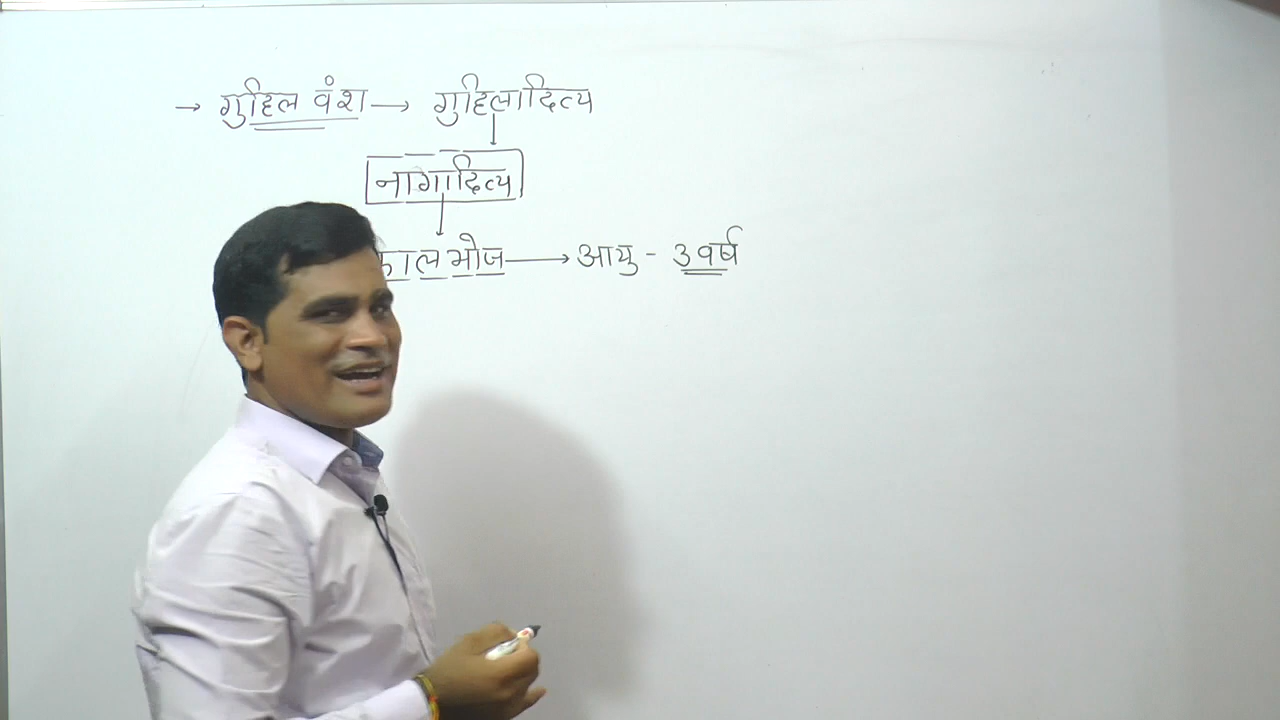 → गुहिल वंश → गुहिलादित्य
नागादित्य
कालभोज → आयु - 3 वर्ष